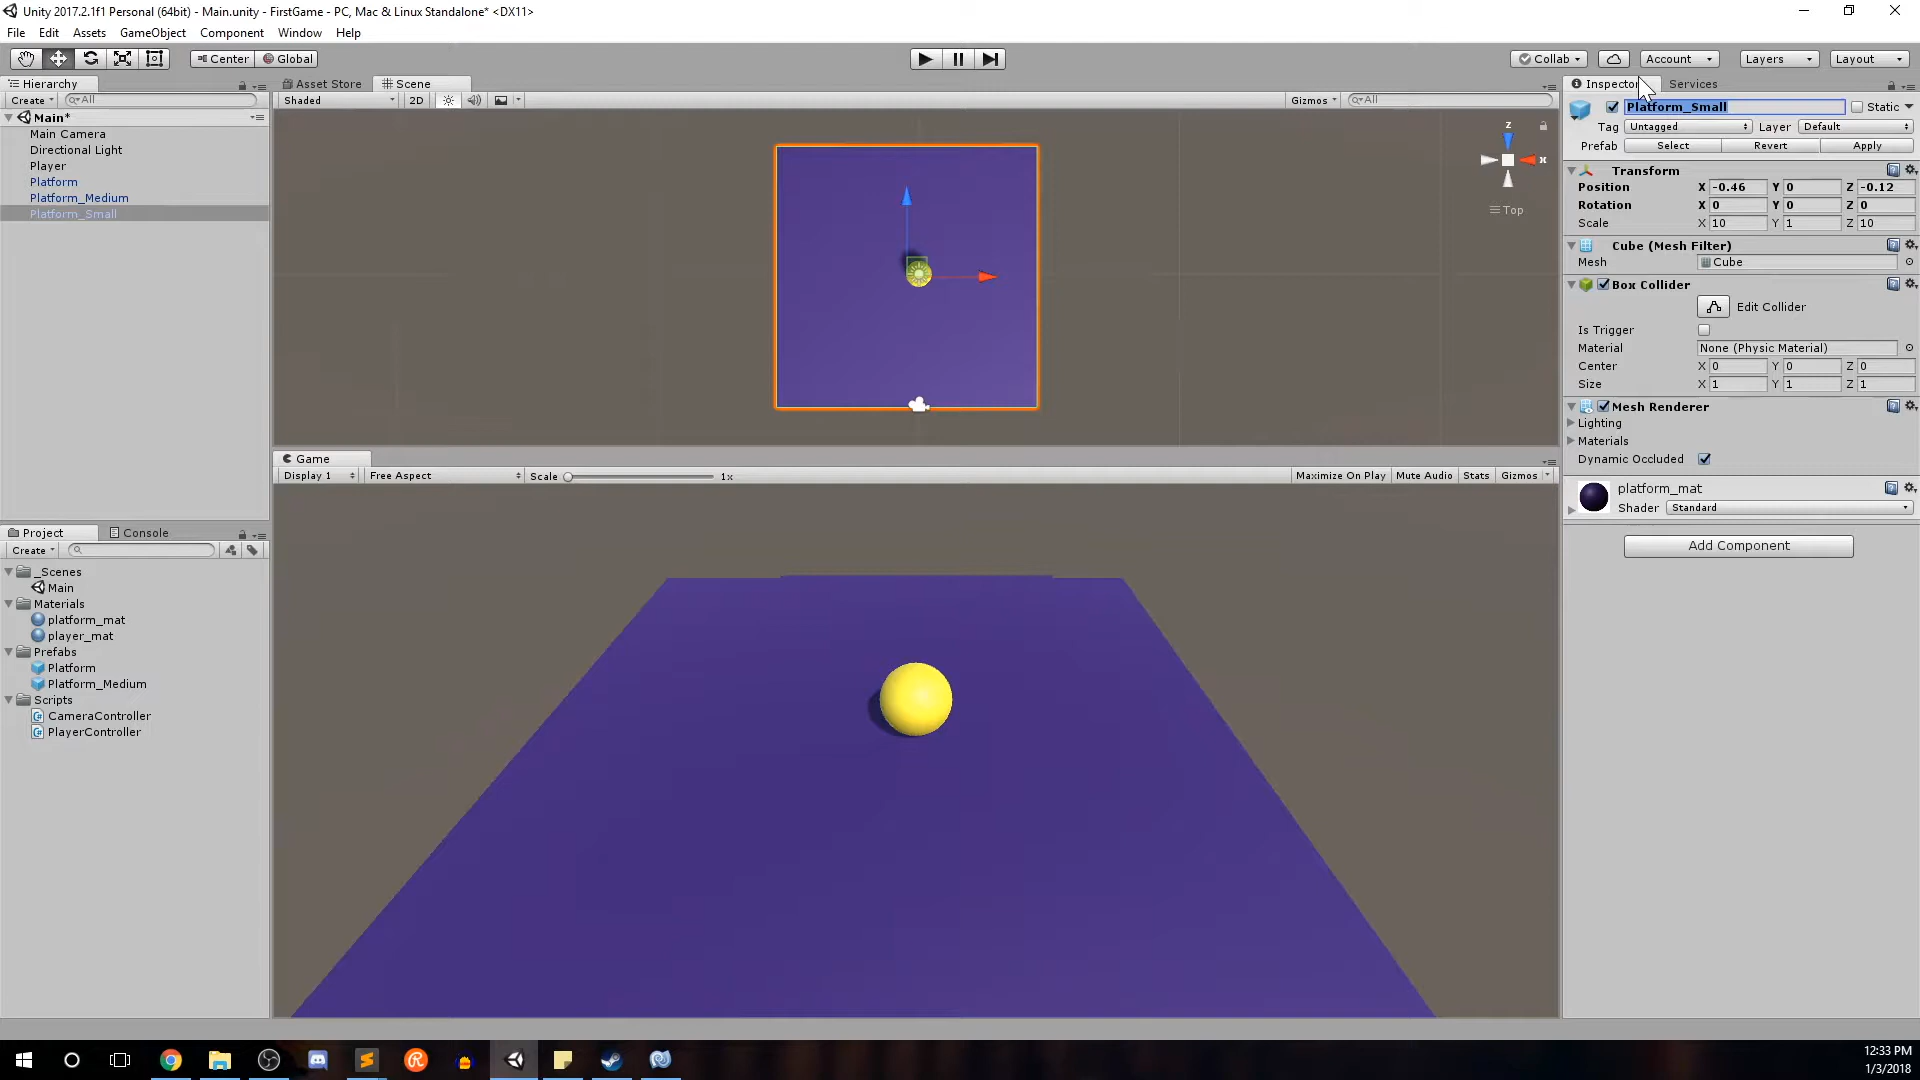 Unity 2017.2.1f1 Personal (64bit) - Main.unity - FirstGame - PC, Mac & Linux Standalone* <DX11>
File Edit Assets GameObject Component Window Help
Center Global Collab Account Layers Layout
Hierarchy
Create All
Main*
Main Camera
Directional Light
Player
Platform
Platform_Medium
Platform_Small
Asset Store Scene
Shaded 2D Gizmos All
z
x
Top
Game
Display 1 Free Aspect Scale 1x Maximize On Play Mute Audio Stats Gizmos
Project Console
Create
_Scenes
Main
Materials
platform_mat
player_mat
Prefabs
Platform
Platform_Medium
Scripts
CameraController
PlayerController
Inspector Services
Platform_Small Static
Tag Untagged Layer Default
Prefab Select Revert Apply
Transform
Position X -0.46 Y 0 Z -0.12
Rotation X 0 Y 0 Z 0
Scale X 10 Y 1 Z 10
Cube (Mesh Filter)
Mesh Cube
Box Collider
Edit Collider
Is Trigger
Material None (Physic Material)
Center X 0 Y 0 Z 0
Size X 1 Y 1 Z 1
Mesh Renderer
Lighting
Materials
Dynamic Occluded
platform_mat
Shader Standard
Add Component
12:33 PM
1/3/2018